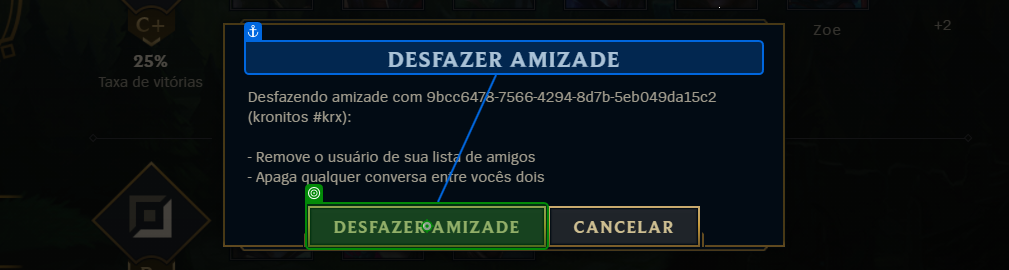 C+
25%
Taxa de vitórias
Zoe
+2
DESFAZER AMIZADE
Desfazendo amizade com 9bcc6478-7566-4294-8d7b-5eb049da15c2
(kronitos #krx):
- Remove o usuário de sua lista de amigos
- Apaga qualquer conversa entre vocês dois
DESFAZER AMIZADE
CANCELAR